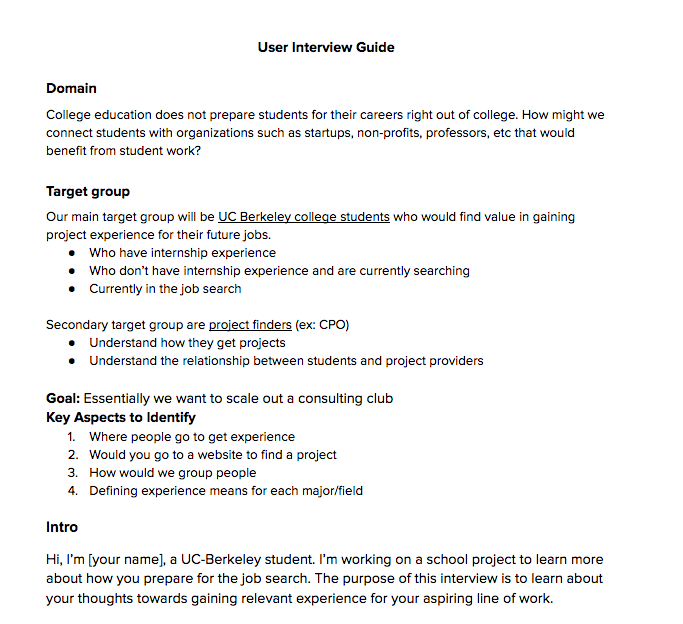 User Interview Guide
Domain
College education does not prepare students for their careers right out of college. How might we
connect students with organizations such as startups, non-profits, professors, etc that would
benefit from student work?
Target group
Our main target group will be UC Berkeley college students who would find value in gaining
project experience for their future jobs.
● Who have internship experience
● Who don't have internship experience and are currently searching
● Currently in the job search
Secondary target group are project finders (ex: CPO)
● Understand how they get projects
● Understand the relationship between students and project providers
Goal: Essentially we want to scale out a consulting club
Key Aspects to Identify
1. Where people go to get experience
2. Would you go to a website to find a project
3. How would we group people
4. Defining experience means for each major/field
Intro
Hi, I'm [your name], a UC-Berkeley student. I'm working on a school project to learn more
about how you prepare for the job search. The purpose of this interview is to learn about
your thoughts towards gaining relevant experience for your aspiring line of work.